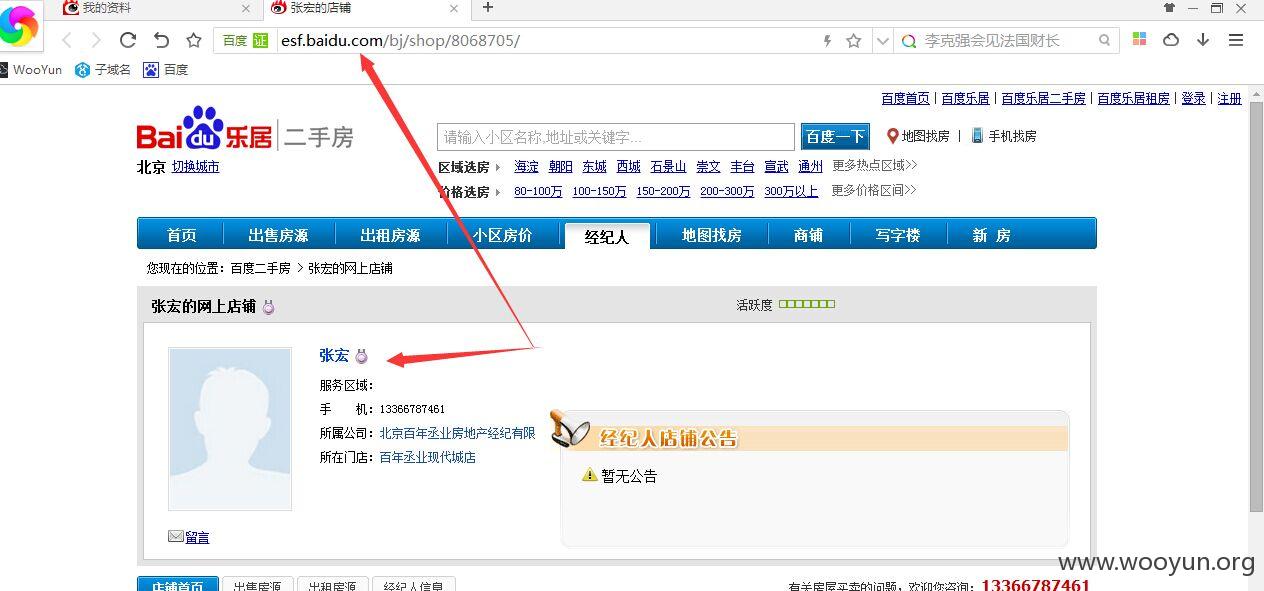 我的资料
张宏的店铺
百度 证 esf.baidu.com/bj/shop/8068705/
李克强会见法国财长
WooYun 子域名 百度
百度首页 | 百度乐居 | 百度乐居二手房 | 百度乐居租房 | 登录 | 注册
Bai du 乐居 二手房
请输入小区名称,地址或关键字... 百度一下 地图找房 | 手机找房
北京 切换城市
区域选房 海淀 朝阳 东城 西城 石景山 崇文 丰台 宣武 通州 更多热点区域>>
价格选房 80-100万 100-150万 150-200万 200-300万 300万以上 更多价格区间>>
首页 出售房源 出租房源 小区房价 经纪人 地图找房 商铺 写字楼 新 房
您现在的位置：百度二手房 > 张宏的网上店铺
张宏的网上店铺 活跃度
张宏
服务区域：
手 机：13366787461
所属公司：北京百年丞业房地产经纪有限
所在门店：百年丞业现代城店
经纪人店铺公告
暂无公告
留言
www.wooyun.org
店铺首页 出售房源 出租房源 经纪人信息 有关房屋买卖的问题，欢迎您咨询：13366787461